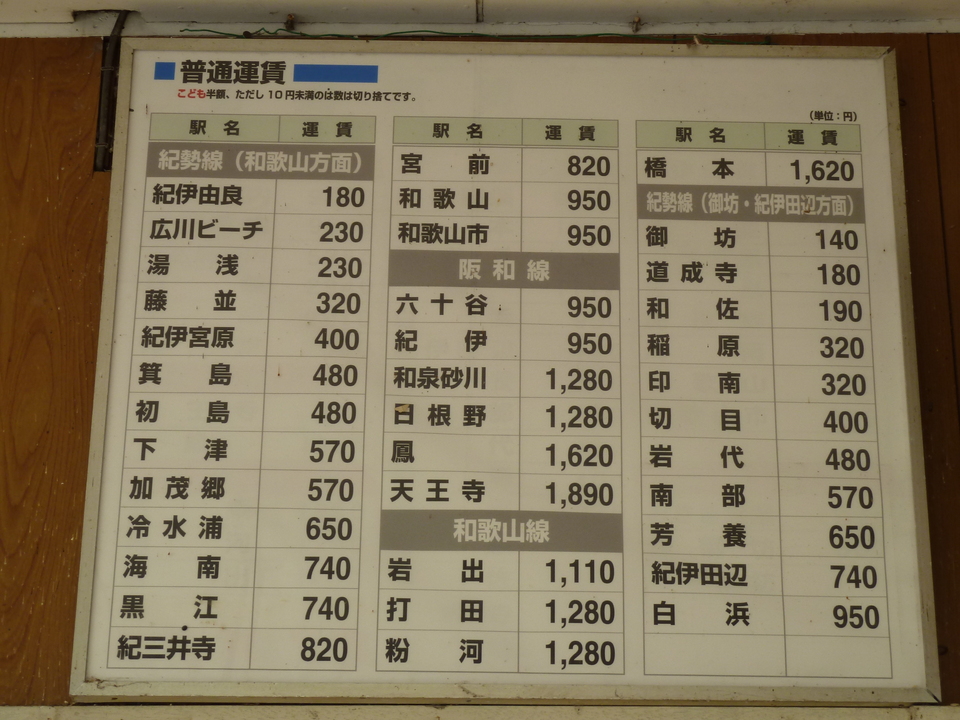 普通運賃
こども半額、ただし10円未満のは数は切り捨てです。
(単位:円)
駅名 運賃
紀勢線(和歌山方面)
紀伊由良 180
広川ビーチ 230
湯浅 230
藤並 320
紀伊宮原 400
箕島 480
初島 480
下津 570
加茂郷 570
冷水浦 650
海南 740
黒江 740
紀三井寺 820
駅名 運賃
宮前 820
和歌山 950
和歌山市 950
阪和線
六十谷 950
紀伊 950
和泉砂川 1,280
日根野 1,280
鳳 1,620
天王寺 1,890
和歌山線
岩出 1,110
打田 1,280
粉河 1,280
駅名 運賃
橋本 1,620
紀勢線(御坊・紀伊田辺方面)
御坊 140
道成寺 180
和佐 190
稲原 320
印南 320
切目 400
岩代 480
南部 570
芳養 650
紀伊田辺 740
白浜 950